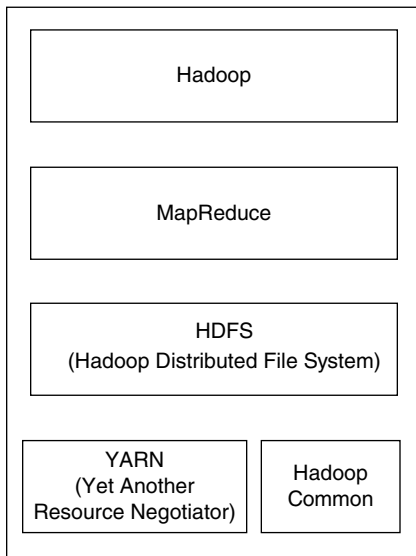 Hadoop
MapReduce
HDFS
(Hadoop Distributed File System)
YARN
(Yet Another
Resource Negotiator)
Hadoop
Common